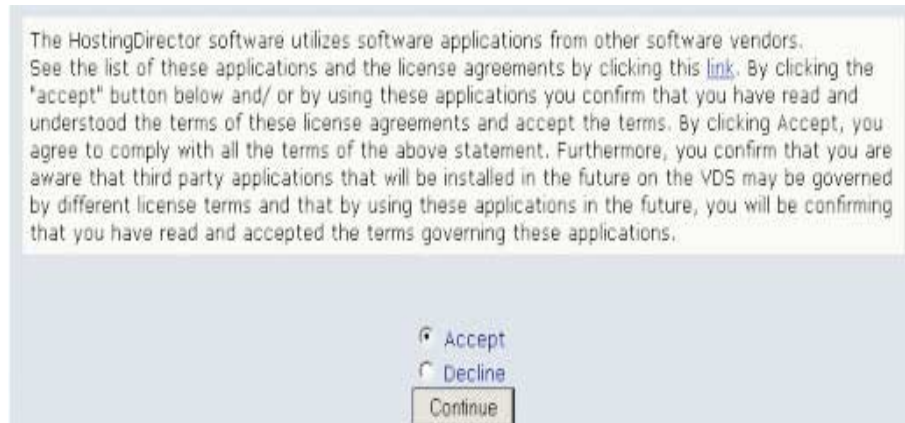 The HostingDirector software utilizes software applications from other software vendors.
See the list of these applications and the license agreements by clicking this link. By clicking the
"accept" button below and/ or by using these applications you confirm that you have read and
understood the terms of these license agreements and accept the terms. By clicking Accept, you
agree to comply with all the terms of the above statement. Furthermore, you confirm that you are
aware that third party applications that will be installed in the future on the VDS may be governed
by different license terms and that by using these applications in the future, you will be confirming
that you have read and accepted the terms governing these applications.
Accept
Decline
Continue